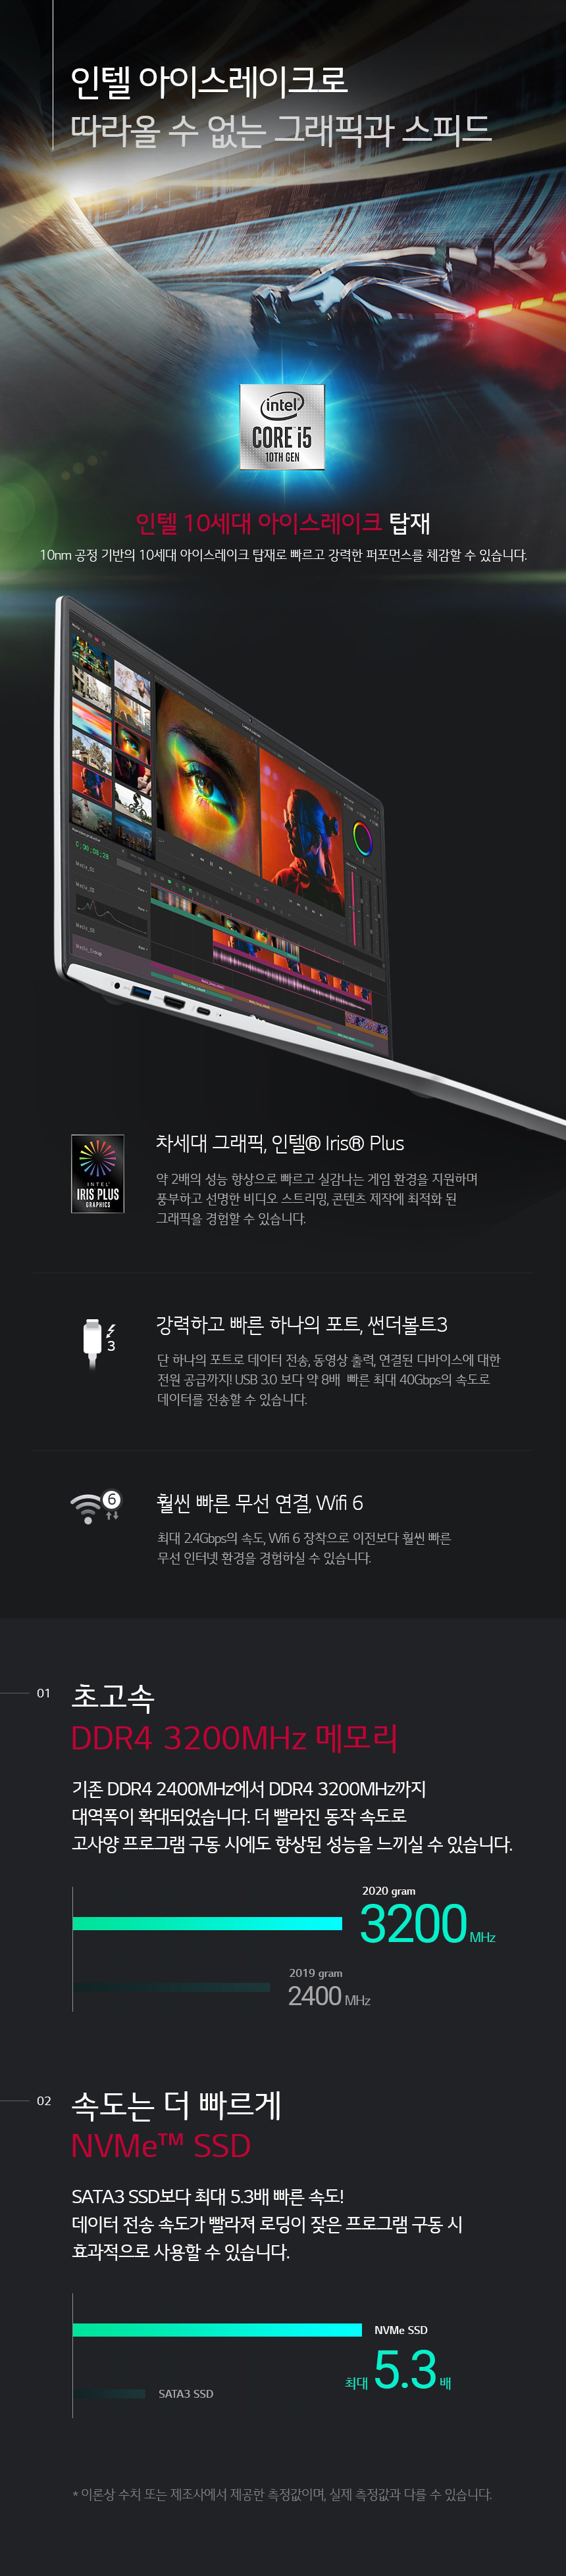 인텔 아이스레이크로
따라올 수 없는 그래픽과 스피드
intel
CORE i5
10TH GEN
인텔 10세대 아이스레이크 탑재
10nm 공정 기반의 10세대 아이스레이크 탑재로 빠르고 강력한 퍼포먼스를 체감할 수 있습니다.
INTEL
IRIS PLUS
GRAPHICS
차세대 그래픽, 인텔® Iris® Plus
약 2배의 성능 향상으로 빠르고 실감나는 게임 환경을 지원하며
풍부하고 선명한 비디오 스트리밍, 콘텐츠 제작에 최적화 된
그래픽을 경험할 수 있습니다.
3
강력하고 빠른 하나의 포트, 썬더볼트3
단 하나의 포트로 데이터 전송, 동영상 출력, 연결된 디바이스에 대한
전원 공급까지! USB 3.0 보다 약 8배 빠른 최대 40Gbps의 속도로
데이터를 전송할 수 있습니다.
6
훨씬 빠른 무선 연결, Wifi 6
최대 2.4Gbps의 속도, Wifi 6 장착으로 이전보다 훨씬 빠른
무선 인터넷 환경을 경험하실 수 있습니다.
01
초고속
DDR4 3200MHz 메모리
기존 DDR4 2400MHz에서 DDR4 3200MHz까지
대역폭이 확대되었습니다. 더 빨라진 동작 속도로
고사양 프로그램 구동 시에도 향상된 성능을 느끼실 수 있습니다.
2020 gram
3200 MHz
2019 gram
2400 MHz
02
속도는 더 빠르게
NVMe™ SSD
SATA3 SSD보다 최대 5.3배 빠른 속도!
데이터 전송 속도가 빨라져 로딩이 잦은 프로그램 구동 시
효과적으로 사용할 수 있습니다.
NVMe SSD
최대 5.3 배
SATA3 SSD
* 이론상 수치 또는 제조사에서 제공한 측정값이며, 실제 측정값과 다를 수 있습니다.